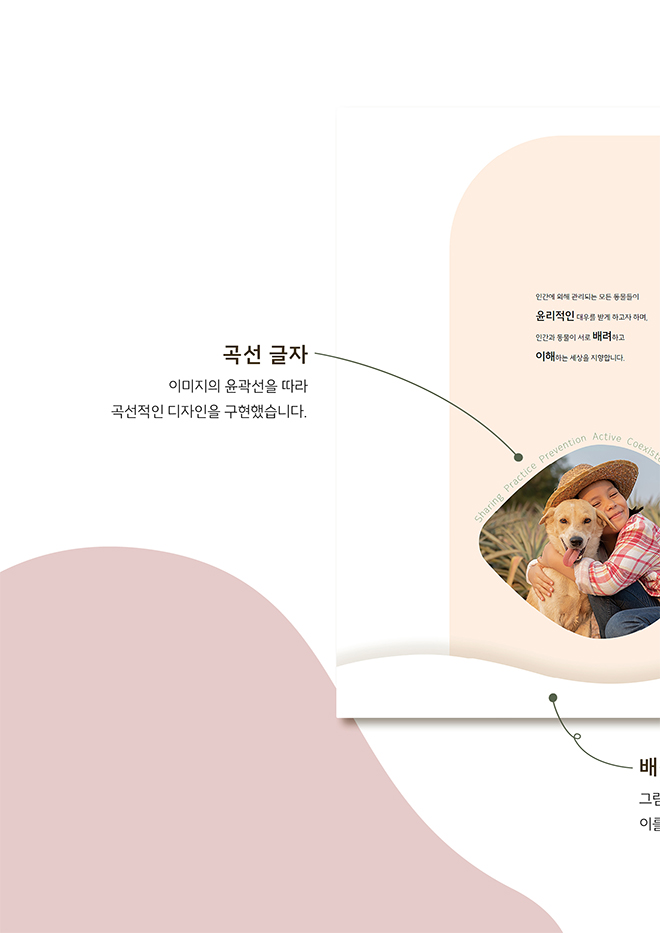 인간에 의해 관리되는 모든 동물들이
윤리적인 대우를 받게 하고자 하며,
인간과 동물이 서로 배려하고
이해하는 세상을 지향합니다.
곡선 글자
이미지의 윤곽선을 따라
곡선적인 디자인을 구현했습니다.
Sharing Practice Prevention Active
배
이를